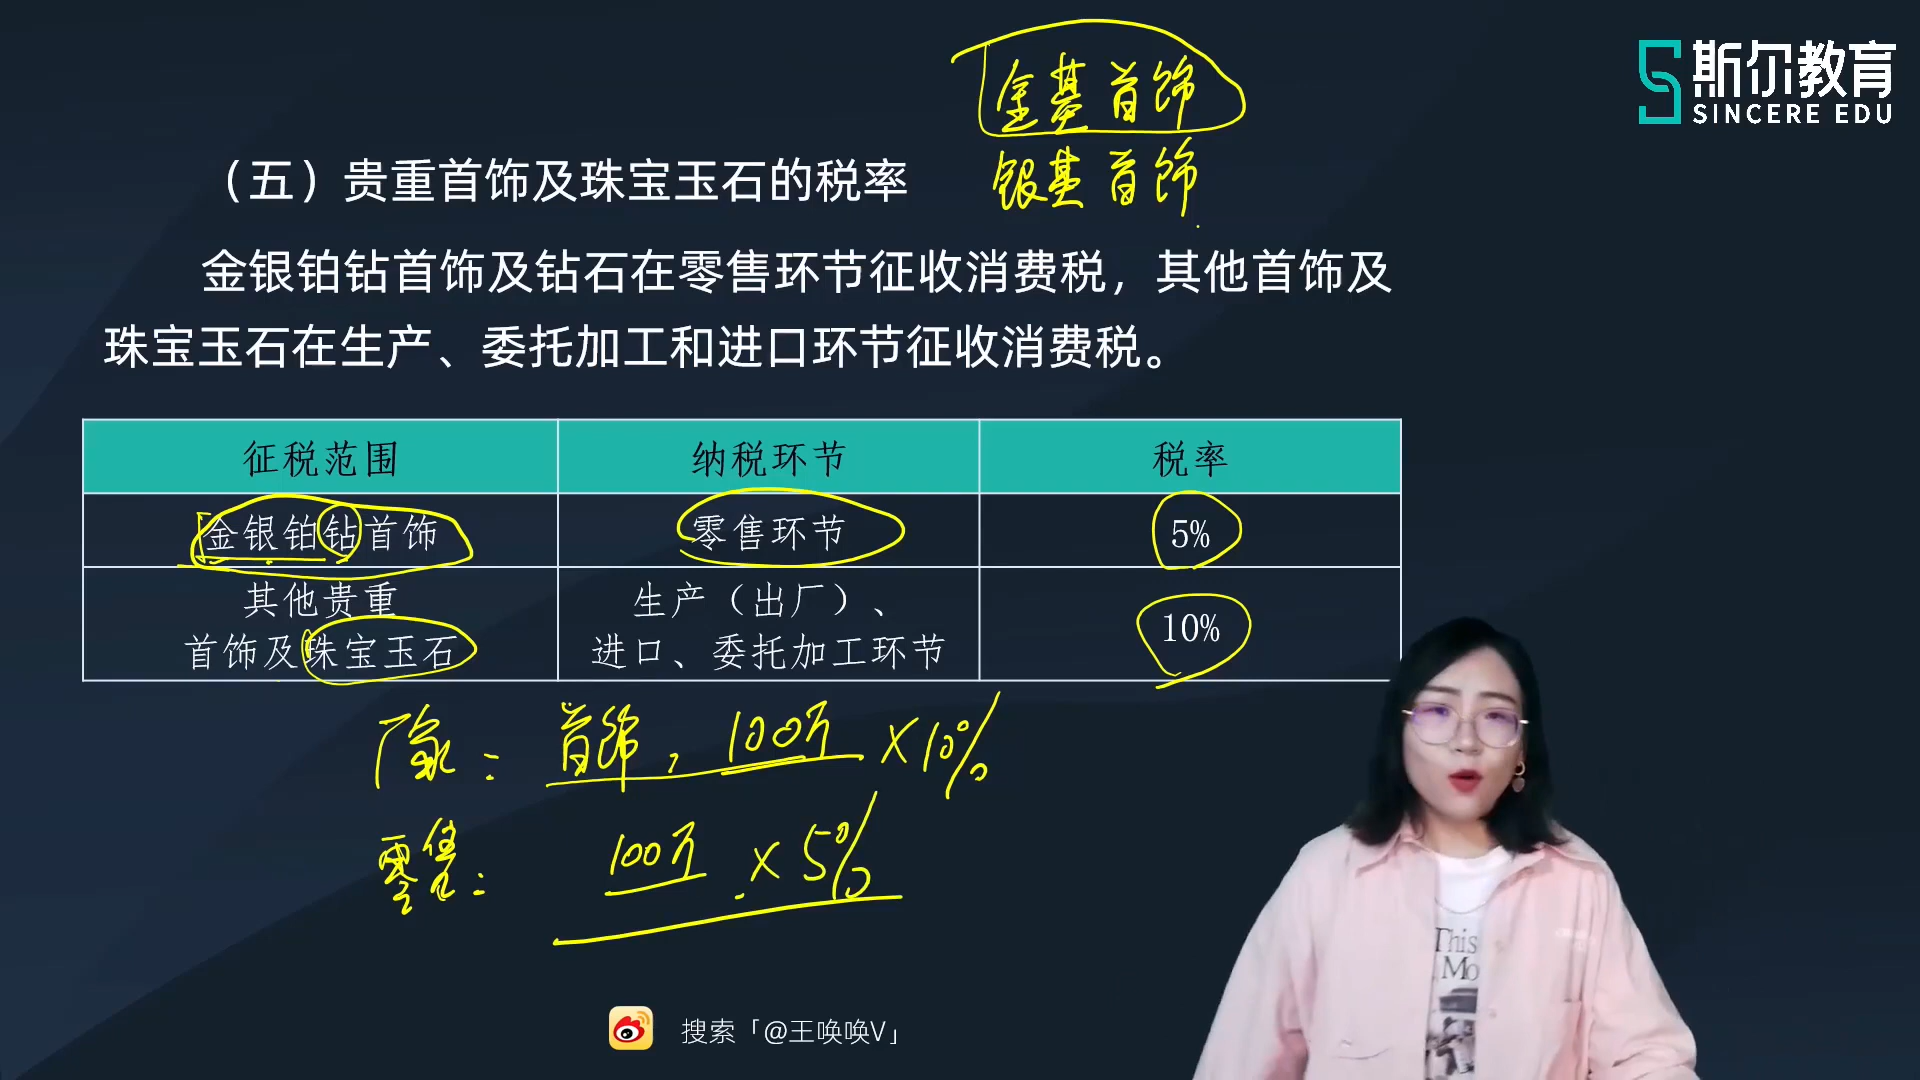 金基首饰
斯尔教育
SINCERE EDU
（五）贵重首饰及珠宝玉石的税率
银基首饰
金银铂钻首饰及钻石在零售环节征收消费税，其他首饰及
珠宝玉石在生产、委托加工和进口环节征收消费税。
征税范围 纳税环节 税率
金银铂钻首饰 零售环节 5%
其他贵重
首饰及珠宝玉石
生产（出厂）、
进口、委托加工环节
10%
厂家：首饰，100万×10%
零售：100万×5%
This
Mo
搜索「@王唤唤V」